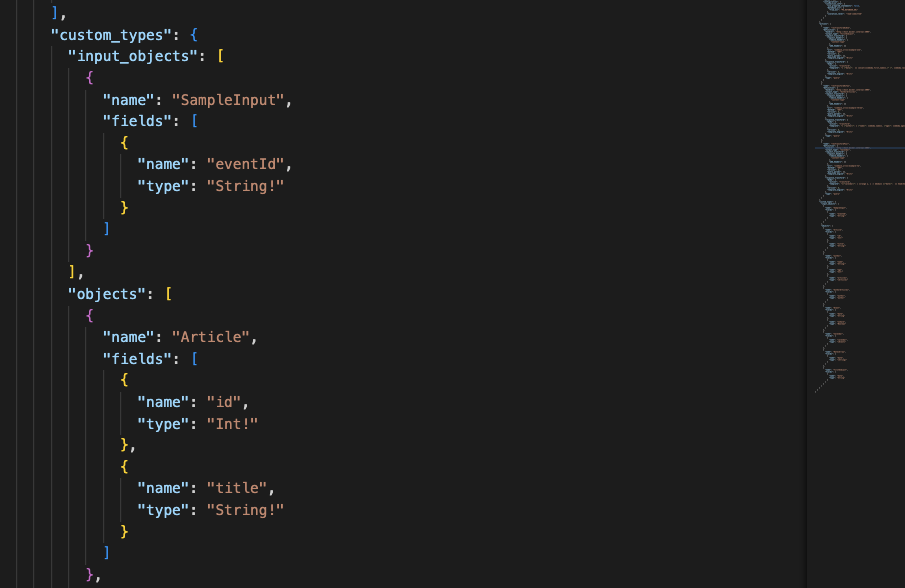 ],
"custom_types": {
"input_objects": [
{
"name": "SampleInput",
"fields": [
{
"name": "eventId",
"type": "String!"
}
]
}
],
"objects": [
{
"name": "Article",
"fields": [
{
"name": "id",
"type": "Int!"
},
{
"name": "title",
"type": "String!"
}
]
},